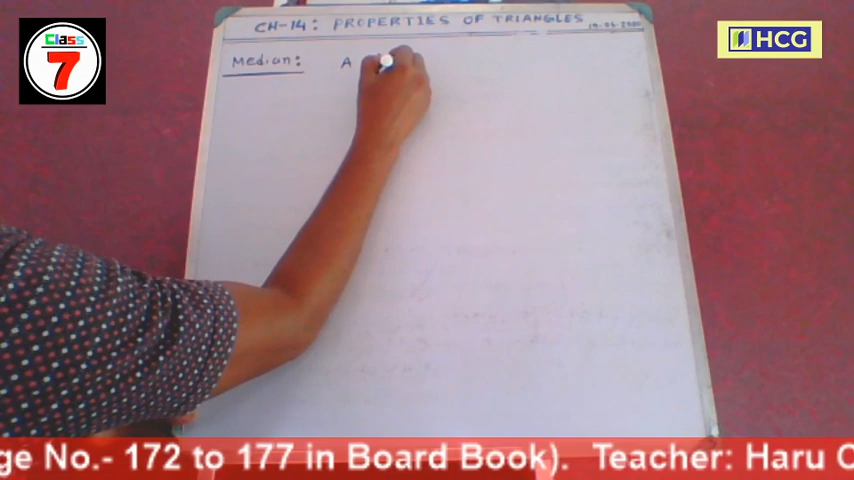 Class
7
CH-14: PROPERTIES OF TRIANGLES
HCG
Median: A
ge No.- 172 to 177 in Board Book). Teacher: Haru C